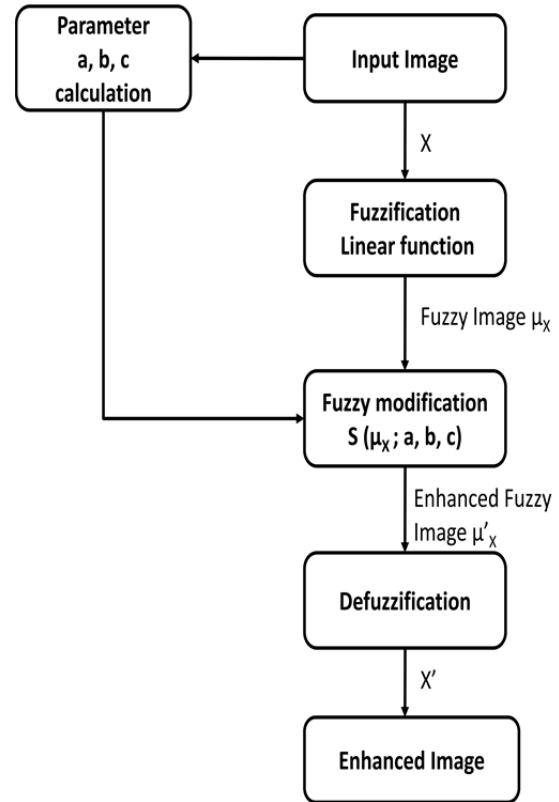 Parameter
a, b, c
calculation
Input Image
X
Fuzzification
Linear function
Fuzzy Image μₓ
Fuzzy modification
S (μₓ ; a, b, c)
Enhanced Fuzzy
Image μ’ₓ
Defuzzification
X’
Enhanced Image